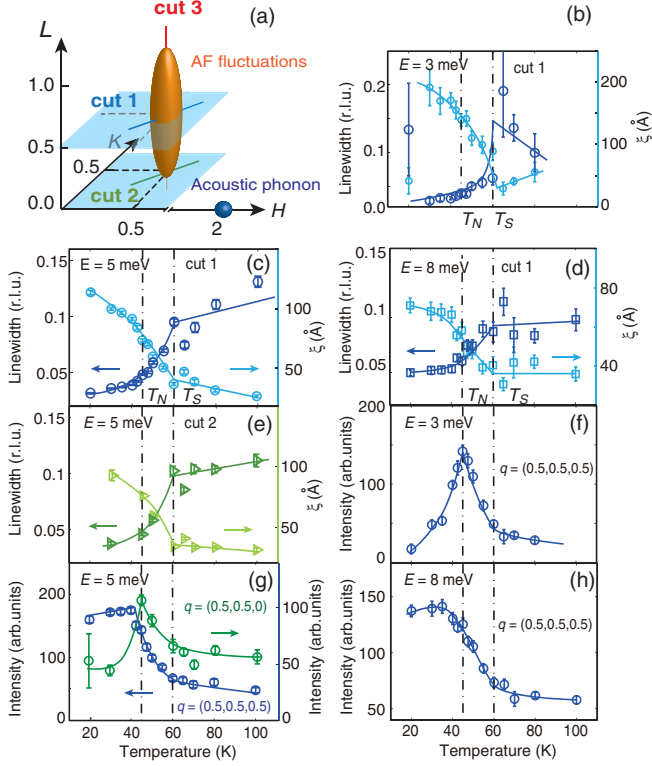 (a)
cut 3
L
AF fluctuations
1.0
cut 1
K
0.5
0.5
cut 2
Acoustic phonon
0.0
0.5
2
H
(b)
E = 3 meV
cut 1
0.2
0.1
0.0
Linewidth (r.l.u.)
200
100
0
ξ (Å)
T_N
T_S
(c)
E = 5 meV
cut 1
0.15
0.1
0.05
Linewidth (r.l.u.)
100
50
ξ (Å)
T_N
T_S
(d)
E = 8 meV
cut 1
0.15
0.1
0.05
Linewidth (r.l.u.)
80
40
ξ (Å)
T_N
T_S
(e)
E = 5 meV
cut 2
0.15
0.1
0.05
Linewidth (r.l.u.)
100
50
ξ (Å)
(f)
E = 3 meV
q = (0.5,0.5,0.5)
200
150
100
50
0
Intensity (arb.units)
(g)
E = 5 meV
q = (0.5,0.5,0)
q = (0.5,0.5,0.5)
200
100
0
Intensity (arb.units)
100
50
0
Intensity (arb.units)
20 40 60 80 100
Temperature (K)
(h)
E = 8 meV
q = (0.5,0.5,0.5)
150
100
50
Intensity (arb.units)
20 40 60 80 100
Temperature (K)